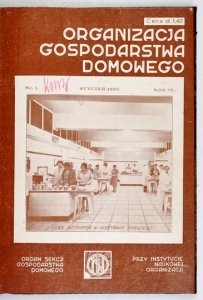 Cena zł. 1,40
ORGANIZACJA
GOSPODARSTWA
DOMOWEGO
No. 1. STYCZEŃ 1930 ROK IV.
ORGAN SEKCJI
GOSPODARSTWA
DOMOWEGO
PRZY INSTYTUCIE
NAUKOWEJ
ORGANIZACJI